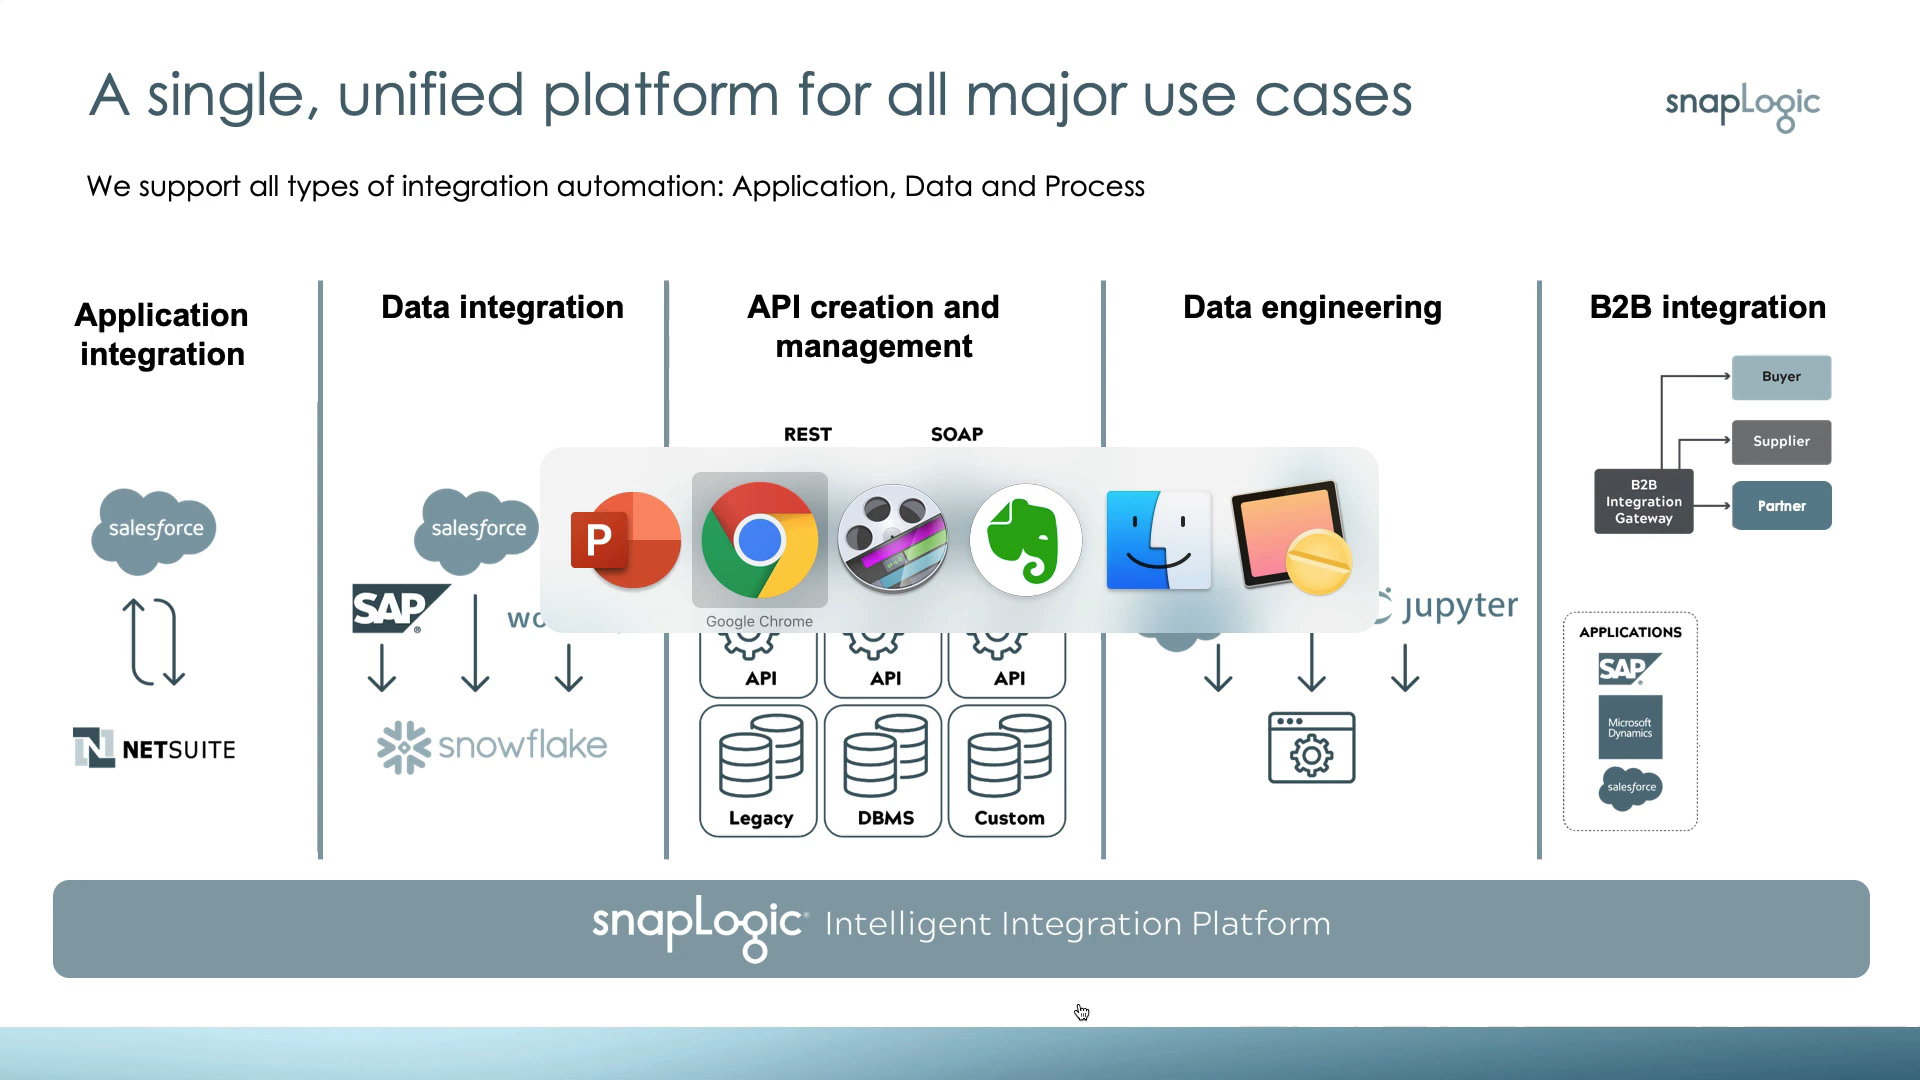 A single, unified platform for all major use cases
snapLogic
We support all types of integration automation: Application, Data and Process
Application
integration
salesforce
NETSUITE
Data integration
salesforce
SAP
snowflake
API creation and
management
REST
SOAP
P
Google Chrome
API
API
API
Legacy
DBMS
Custom
Data engineering
jupyter
B2B integration
Buyer
Supplier
B2B
Integration
Gateway
Partner
APPLICATIONS
SAP
Microsoft
Dynamics
salesforce
snapLogic Intelligent Integration Platform